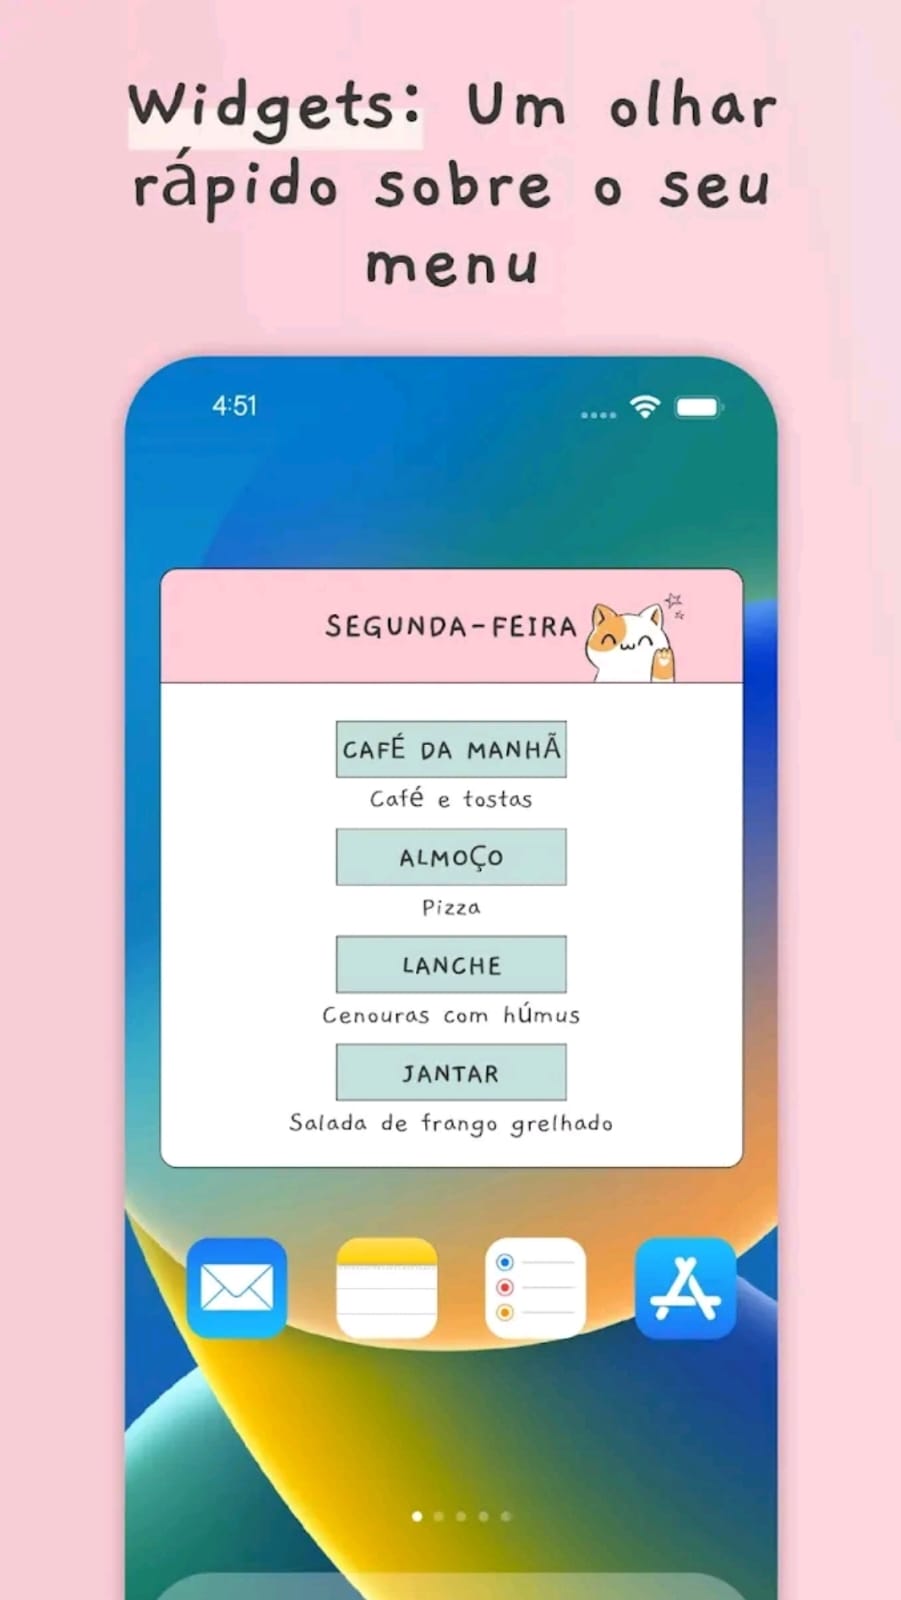 Widgets: Um olhar
rápido sobre o seu
menu
4:51
SEGUNDA-FEIRA
CAFÉ DA MANHÃ
Café e tostas
ALMOÇO
Pizza
LANCHE
Cenouras com húmus
JANTAR
Salada de frango grelhado